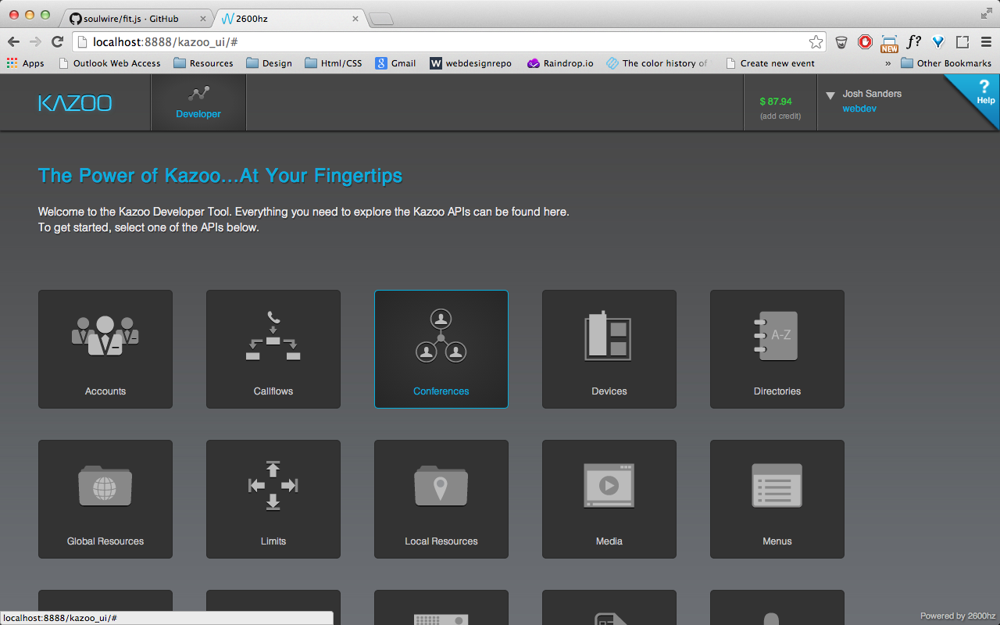 soulwire/fit.js · GitHub
2600hz
localhost:8888/kazoo_ui/#
NEW
f?
Apps
Outlook Web Access
Resources
Design
Html/CSS
g Gmail
W webdesignrepo
Raindrop.io
The color history of
Create new event
»
Other Bookmarks
KAZOO
Developer
$ 87.94
(add credit)
Josh Sanders
webdev
?
Help
The Power of Kazoo...At Your Fingertips
Welcome to the Kazoo Developer Tool. Everything you need to explore the Kazoo APIs can be found here.
To get started, select one of the APIs below.
A-Z
Accounts
Callflows
Conferences
Devices
Directories
Global Resources
Limits
Local Resources
Media
Menus
localhost:8888/kazoo_ui/#
Powered by 2600hz